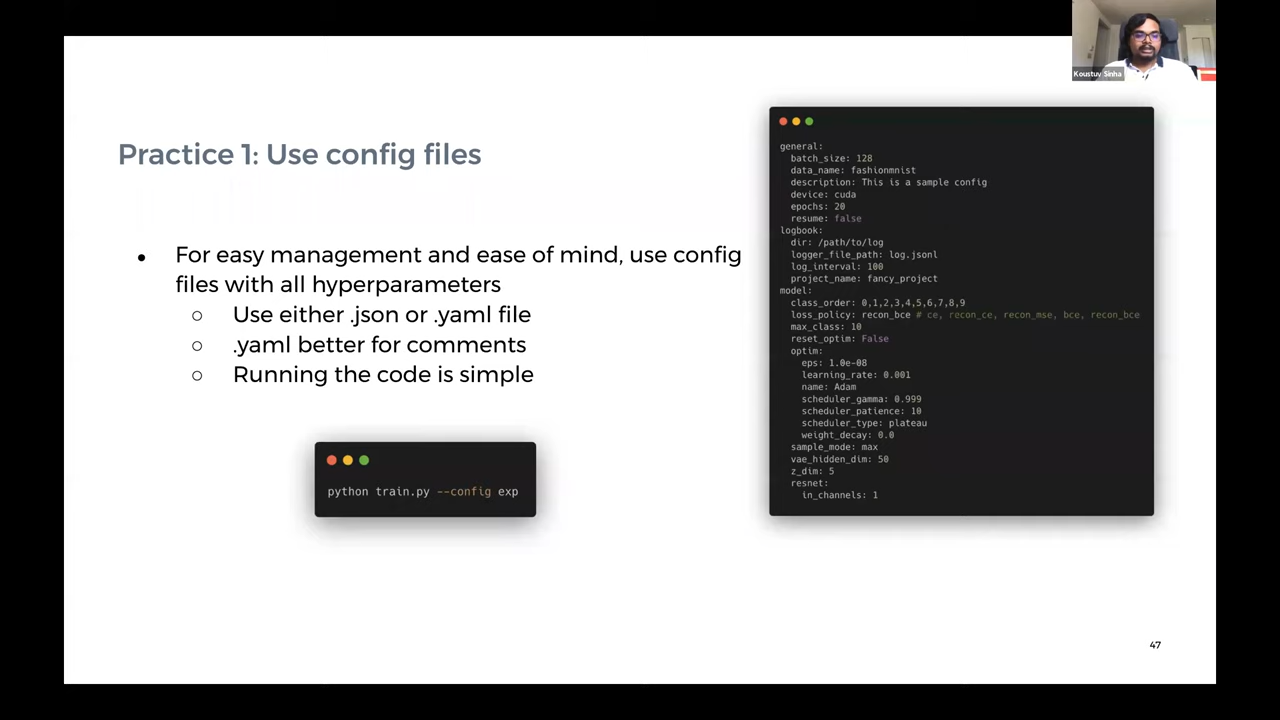 Koustuv Sinha
Practice 1: Use config files
● For easy management and ease of mind, use config
files with all hyperparameters
○ Use either .json or .yaml file
○ .yaml better for comments
○ Running the code is simple
python train.py --config exp
general:
  batch_size: 128
  data_name: fashionmnist
  description: This is a sample config
  device: cuda
  epochs: 20
  resume: false
logbook:
  dir: /path/to/log
  logger_file_path: log.jsonl
  log_interval: 100
  project_name: fancy_project
model:
  class_order: 0,1,2,3,4,5,6,7,8,9
  loss_policy: recon_bce # ce, recon_ce, recon_mse, bce, recon_bce
  max_class: 10
  reset_optim: False
  optim:
    eps: 1.0e-08
    learning_rate: 0.001
    name: Adam
    scheduler_gamma: 0.999
    scheduler_patience: 10
    scheduler_type: plateau
    weight_decay: 0.0
  sample_mode: max
  vae_hidden_dim: 50
  z_dim: 5
  resnet:
    in_channels: 1
47